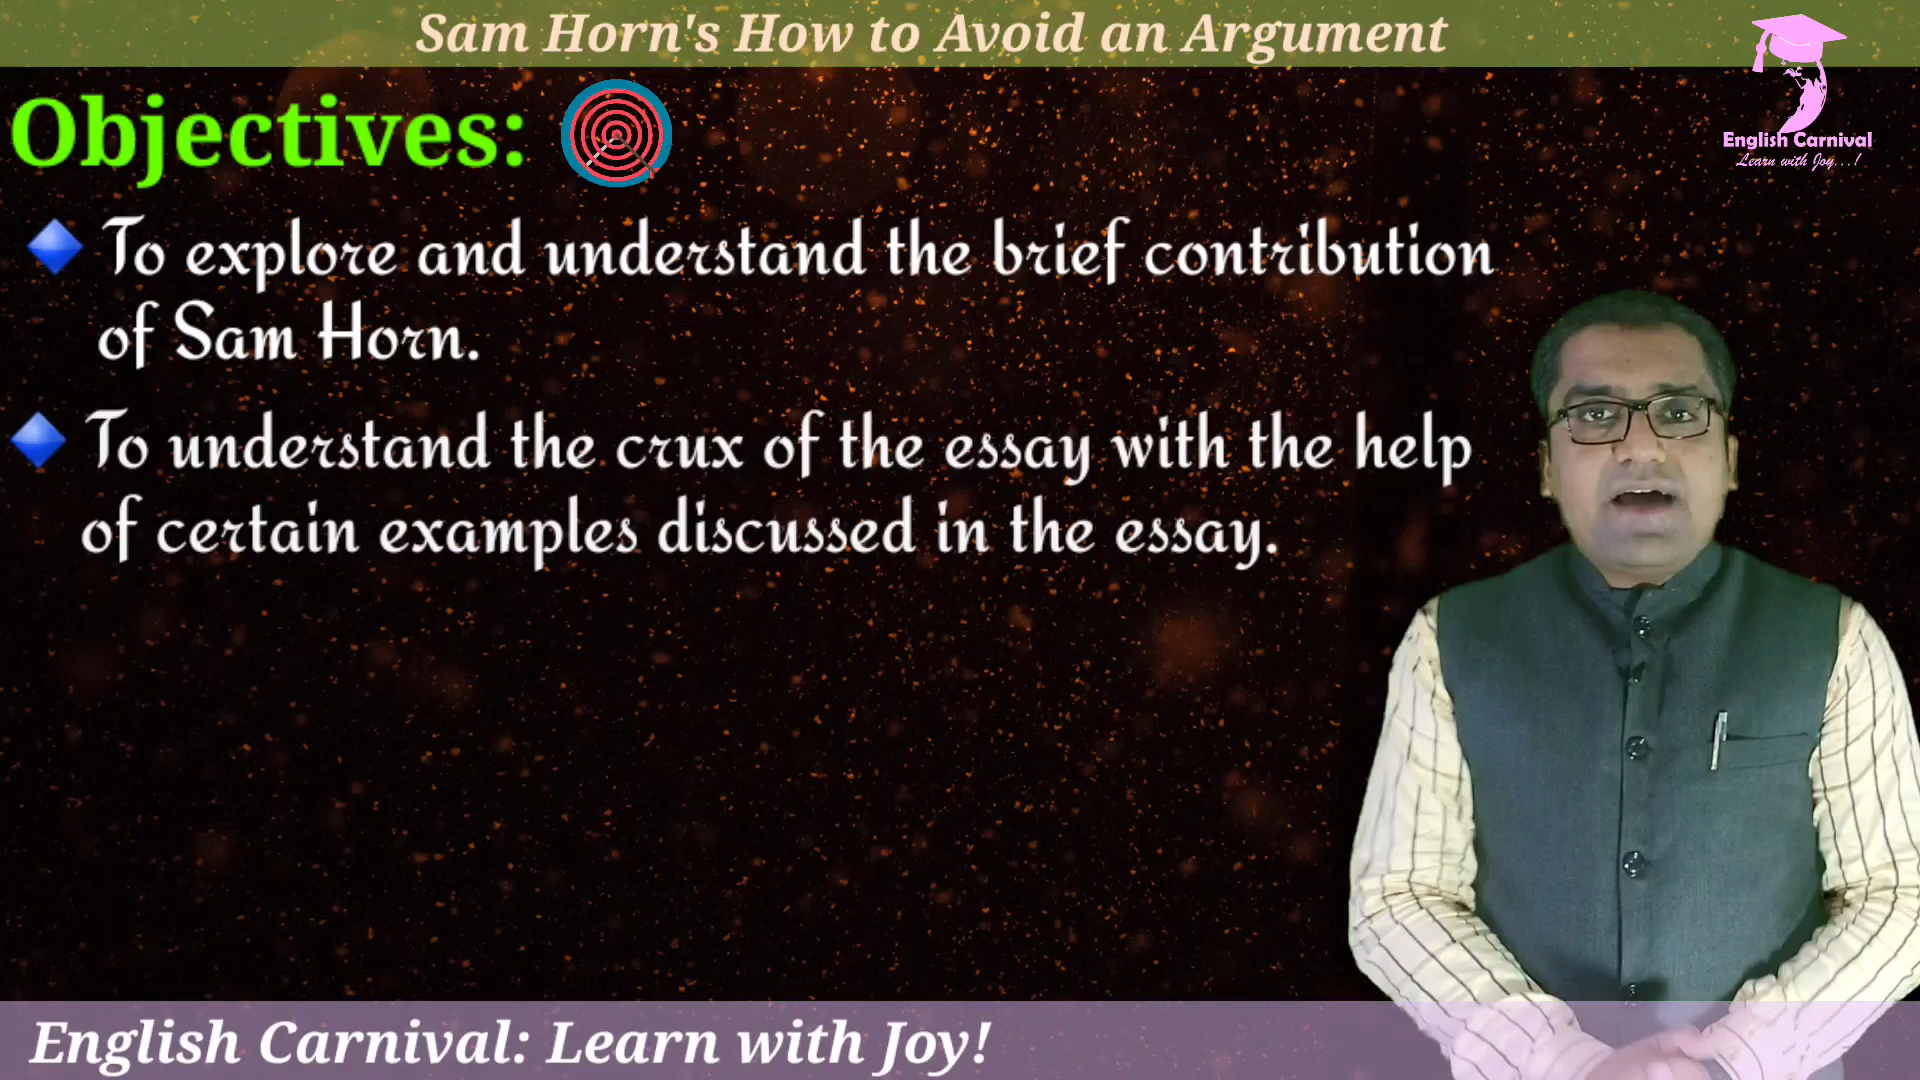 Sam Horn's How to Avoid an Argument
English Carnival
Learn with Joy...!
Objectives:
To explore and understand the brief contribution
of Sam Horn.
To understand the crux of the essay with the help
of certain examples discussed in the essay.
English Carnival: Learn with Joy!